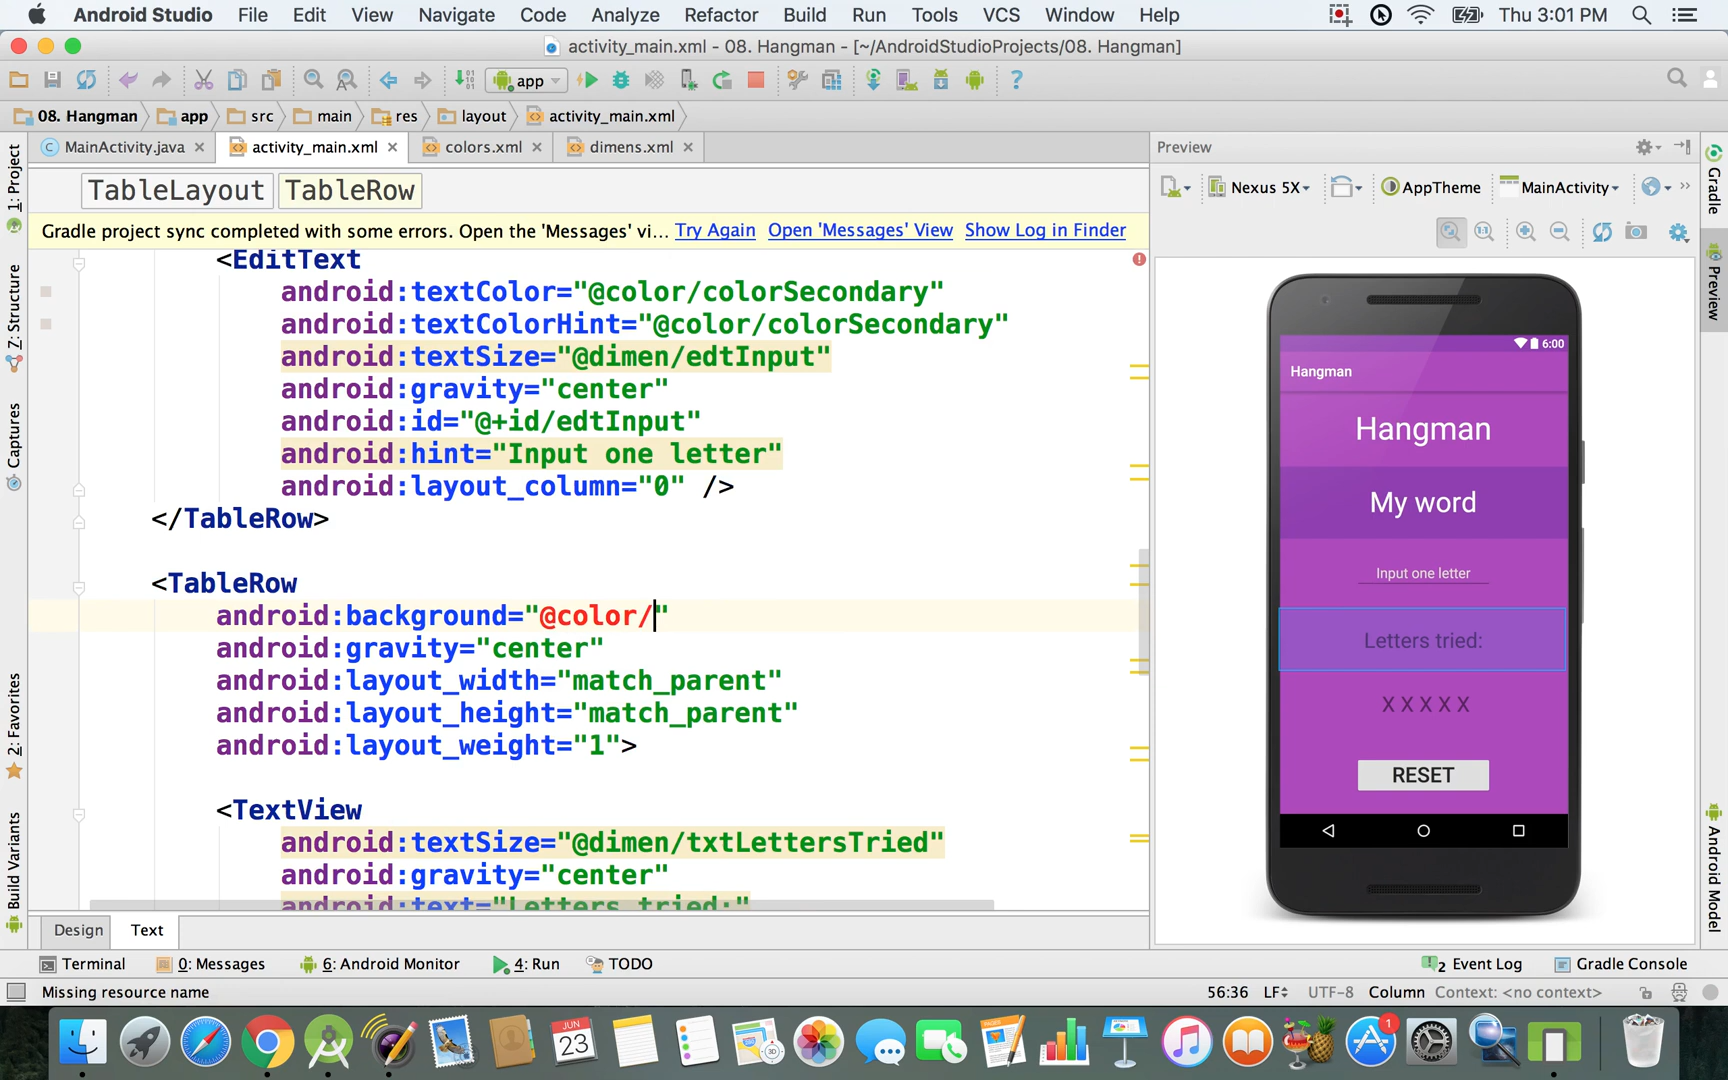 Android Studio File Edit View Navigate Code Analyze Refactor Build Run Tools VCS Window Help Thu 3:01 PM
activity_main.xml - 08. Hangman - [~/AndroidStudioProjects/08. Hangman]
app
08. Hangman app src main res layout activity_main.xml
MainActivity.java activity_main.xml colors.xml dimens.xml
Preview
TableLayout TableRow
Nexus 5X AppTheme MainActivity
Gradle project sync completed with some errors. Open the 'Messages' vi... Try Again Open 'Messages' View Show Log in Finder
<EditText
android:textColor="@color/colorSecondary"
android:textColorHint="@color/colorSecondary"
android:textSize="@dimen/edtInput"
android:gravity="center"
android:id="@+id/edtInput"
android:hint="Input one letter"
android:layout_column="0" />
</TableRow>
<TableRow
android:background="@color/"
android:gravity="center"
android:layout_width="match_parent"
android:layout_height="match_parent"
android:layout_weight="1">
<TextView
android:textSize="@dimen/txtLettersTried"
android:gravity="center"
android:text="Letters tried:"
6:00
Hangman
Hangman
My word
Input one letter
Letters tried:
X X X X X
RESET
1: Project
7: Structure
Captures
2: Favorites
Build Variants
Gradle
Preview
Android Model
Design Text
Terminal 0: Messages 6: Android Monitor 4: Run TODO 2 Event Log Gradle Console
Missing resource name 56:36 LF UTF-8 Column Context: <no context>
JUN
23
3D
1